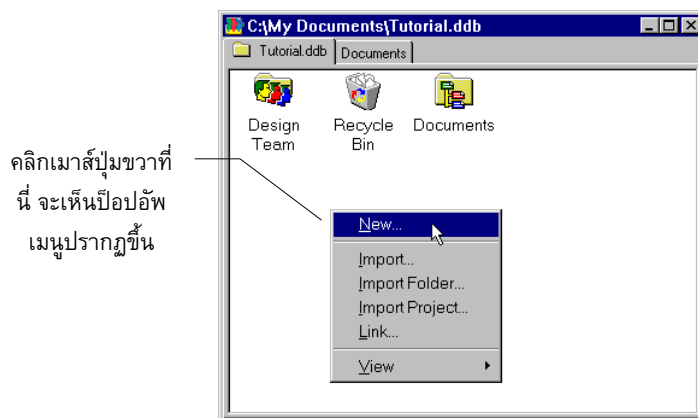 C:\My Documents\Tutorial.ddb
Tutorial.ddb
Documents
Design
Team
Recycle
Bin
Documents
คลิกเมาส์ปุ่มขวาที่
นี่ จะเห็นป็อปอัพ
เมนูปรากฏขึ้น
New...
Import...
Import Folder...
Import Project...
Link...
View